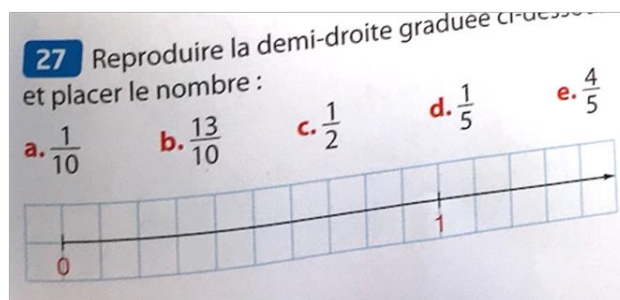 27 Reproduire la demi-droite graduée
et placer le nombre :
a. 1/10 b. 13/10 c. 1/2 d. 1/5 e. 4/5
0 1